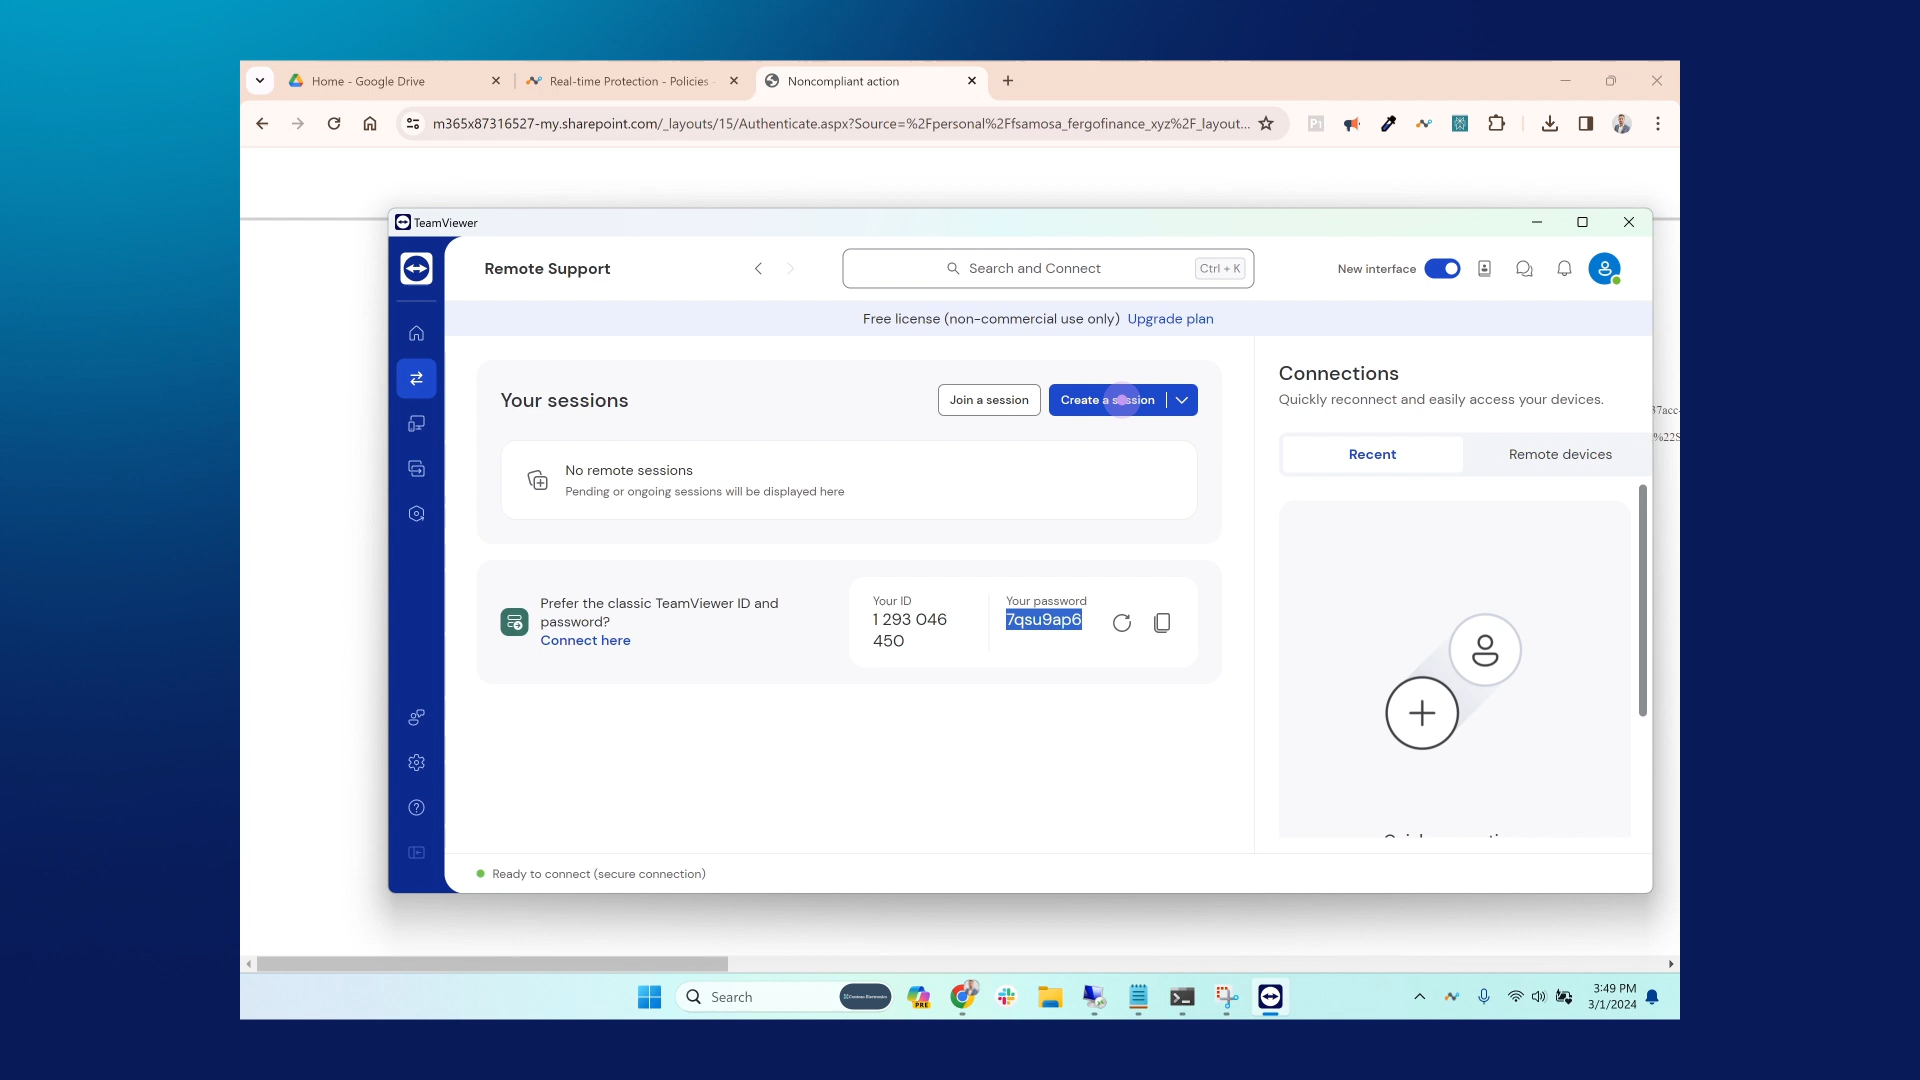 Home - Google Drive
Real-time Protection - Policies
Noncompliant action
m365x87316527-my.sharepoint.com/_layouts/15/Authenticate.aspx?Source=%2Fpersonal%2Ffsamosa_fergofinance_xyz%2F_layout...
TeamViewer
Remote Support
Search and Connect
Ctrl + K
New interface
Free license (non-commercial use only) Upgrade plan
Your sessions
Join a session
Create a session
No remote sessions
Pending or ongoing sessions will be displayed here
Prefer the classic TeamViewer ID and
password?
Connect here
Your ID
1 293 046
450
Your password
7qsu9ap6
Connections
Quickly reconnect and easily access your devices.
Recent
Remote devices
37acc-
%22S
Ready to connect (secure connection)
Search
PRE
3:49 PM
3/1/2024